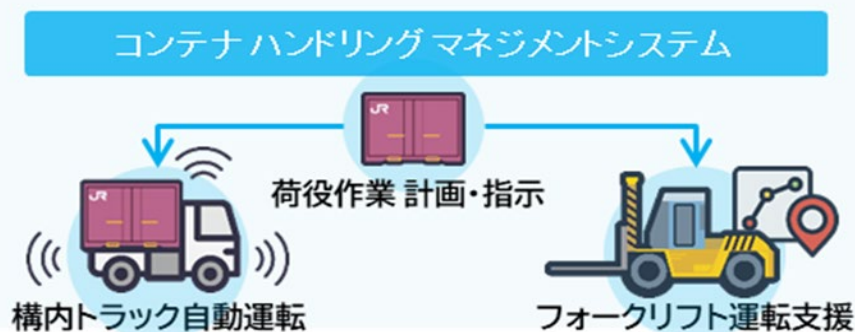 コンテナ ハンドリング マネジメントシステム
JR
荷役作業 計画・指示
JR
構内トラック自動運転
フォークリフト運転支援